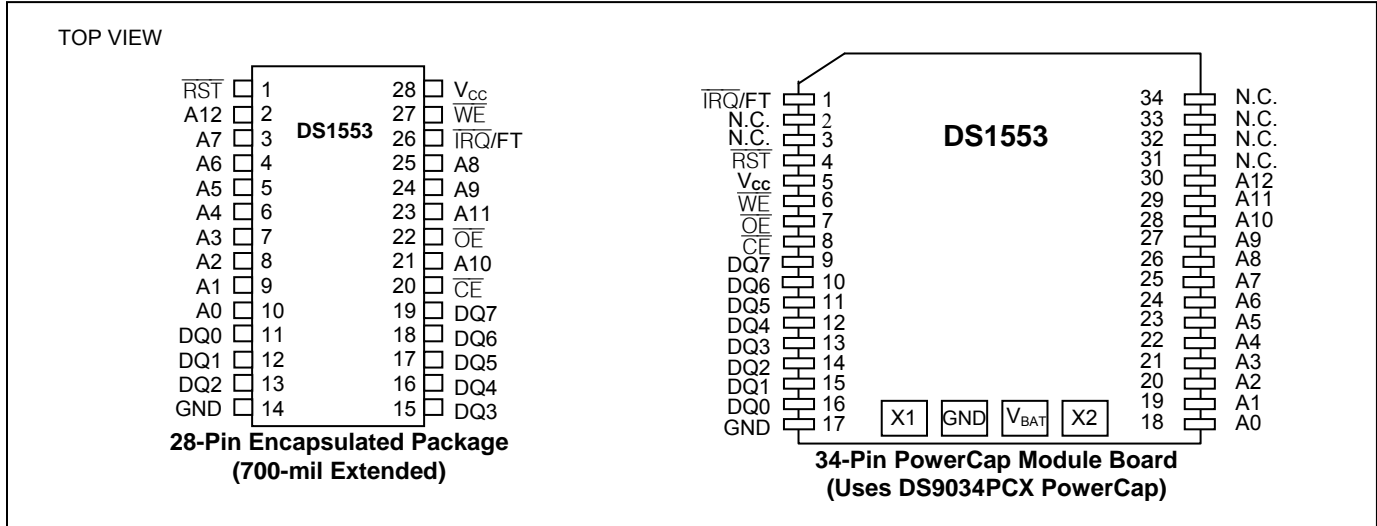 TOP VIEW
RST 1 28 VCC
A12 2 DS1553 27 WE
A7 3 26 IRQ/FT
A6 4 25 A8
A5 5 24 A9
A4 6 23 A11
A3 7 22 OE
A2 8 21 A10
A1 9 20 CE
A0 10 19 DQ7
DQ0 11 18 DQ6
DQ1 12 17 DQ5
DQ2 13 16 DQ4
GND 14 15 DQ3
28-Pin Encapsulated Package
(700-mil Extended)
IRQ/FT 1 34 N.C.
N.C. 2 33 N.C.
N.C. 3 DS1553 32 N.C.
RST 4 31 N.C.
VCC 5 30 A12
WE 6 29 A11
OE 7 28 A10
CE 8 27 A9
DQ7 9 26 A8
DQ6 10 25 A7
DQ5 11 24 A6
DQ4 12 23 A5
DQ3 13 22 A4
DQ2 14 21 A3
DQ1 15 20 A2
DQ0 16 19 A1
GND 17 X1 GND VBAT X2 18 A0
34-Pin PowerCap Module Board
(Uses DS9034PCX PowerCap)